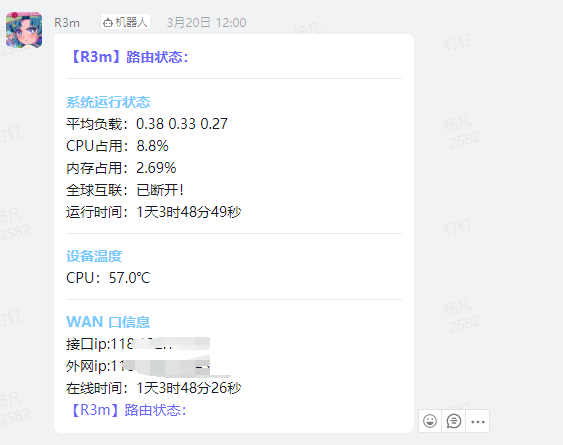 R3m 机器人 3月20日 12:00
【R3m】路由状态：
系统运行状态
平均负载：0.38 0.33 0.27
CPU占用：8.8%
内存占用：2.69%
全球互联：已断开！
运行时间：1天3时48分49秒
设备温度
CPU：57.0℃
WAN 口信息
接口ip:118
外网ip:11
在线时间：1天3时48分26秒
【R3m】路由状态：
钉钉
杨凡
2582
钉钉
杨凡
2582
钉钉
杨凡
2582
钉钉
杨凡
2582